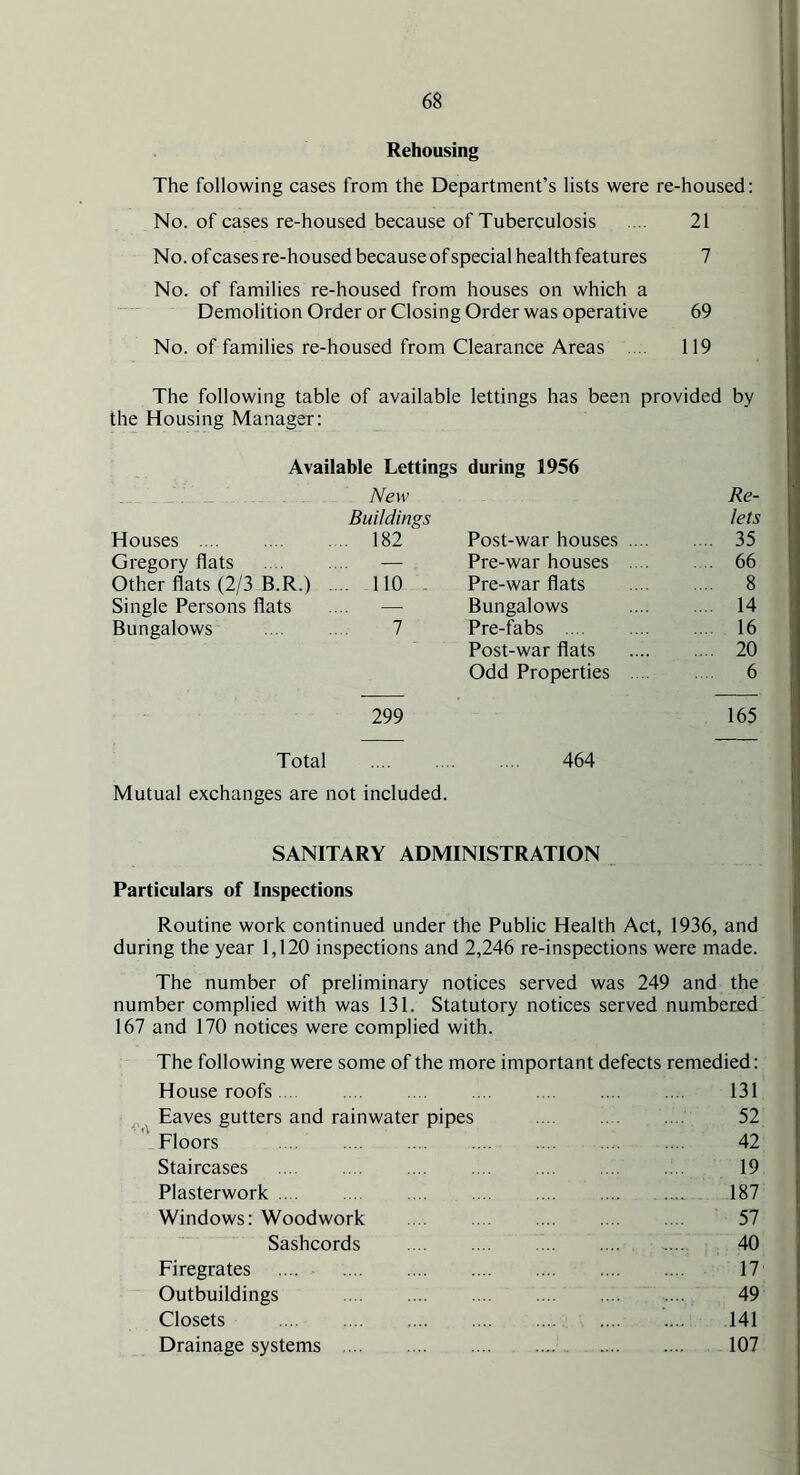 68
Rehousing
The following cases from the Department's lists were re-housed:
No. of cases re-housed because of Tuberculosis .... 21
No. of cases re-housed because of special health features 7
No. of families re-housed from houses on which a
Demolition Order or Closing Order was operative 69
No. of families re-housed from Clearance Areas .... 119
The following table of available lettings has been provided by
the Housing Manager:
Available Lettings during 1956
New Re-
Buildings lets
Houses .... .... .... 182 Post-war houses .... .... 35
Gregory flats .... .... — Pre-war houses .... .... 66
Other flats (2/3 B.R.) .... 110 Pre-war flats .... .... 8
Single Persons flats .... — Bungalows .... .... 14
Bungalows .... .... 7 Pre-fabs .... .... .... 16
Post-war flats .... .... 20
Odd Properties .... .... 6
299 165
Total .... .... .... 464
Mutual exchanges are not included.
SANITARY ADMINISTRATION
Particulars of Inspections
Routine work continued under the Public Health Act, 1936, and
during the year 1,120 inspections and 2,246 re-inspections were made.
The number of preliminary notices served was 249 and the
number complied with was 131. Statutory notices served numbered
167 and 170 notices were complied with.
The following were some of the more important defects remedied:
House roofs .... .... .... .... .... .... .... 131
Eaves gutters and rainwater pipes .... .... .... 52
Floors .... .... .... .... .... .... .... 42
Staircases .... .... .... .... .... .... .... 19
Plasterwork .... .... .... .... .... .... .... 187
Windows: Woodwork .... .... .... .... .... 57
Sashcords .... .... .... .... .... 40
Firegrates .... .... .... .... .... .... .... 17
Outbuildings .... .... .... .... .... .... 49
Closets .... .... .... .... .... .... .... 141
Drainage systems .... .... .... .... .... .... 107